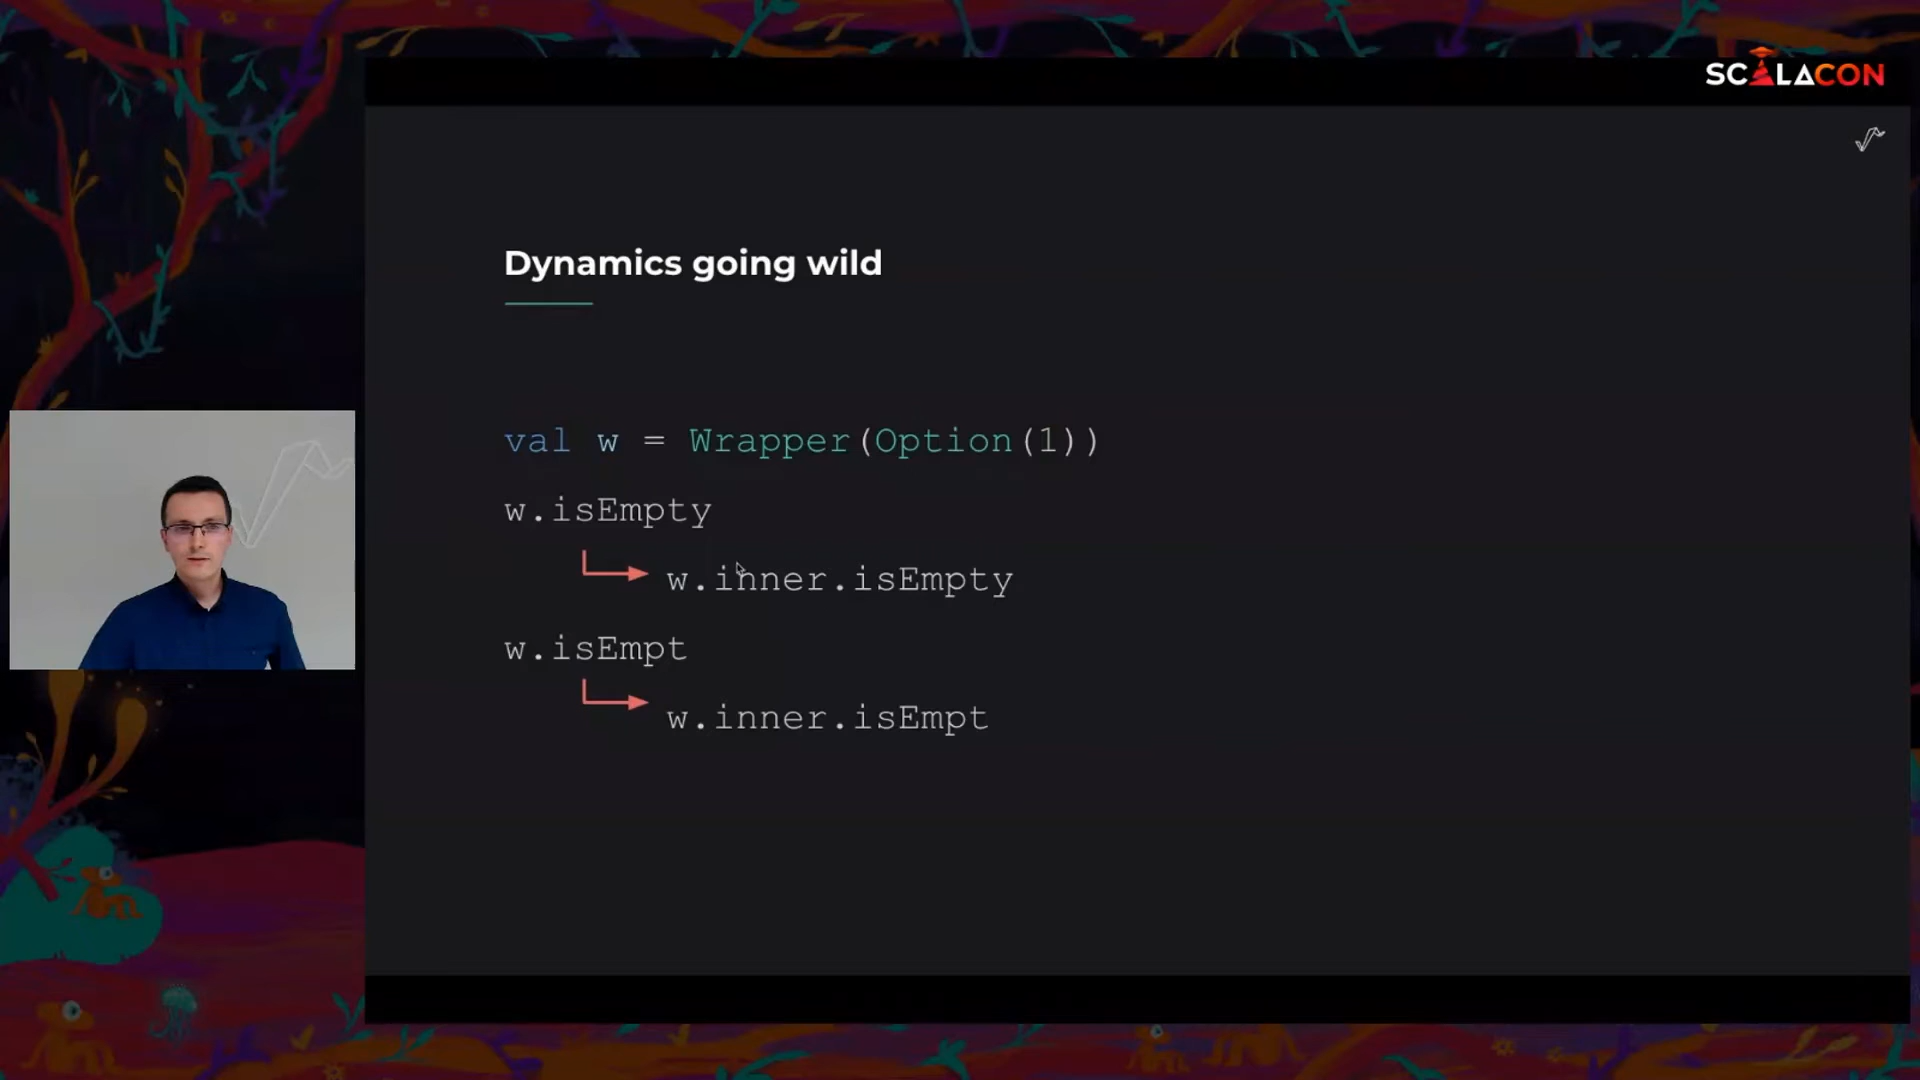 SCALACON
Dynamics going wild
val w = Wrapper(Option(1))
w.isEmpty
w.inner.isEmpty
w.isEmpt
w.inner.isEmpt